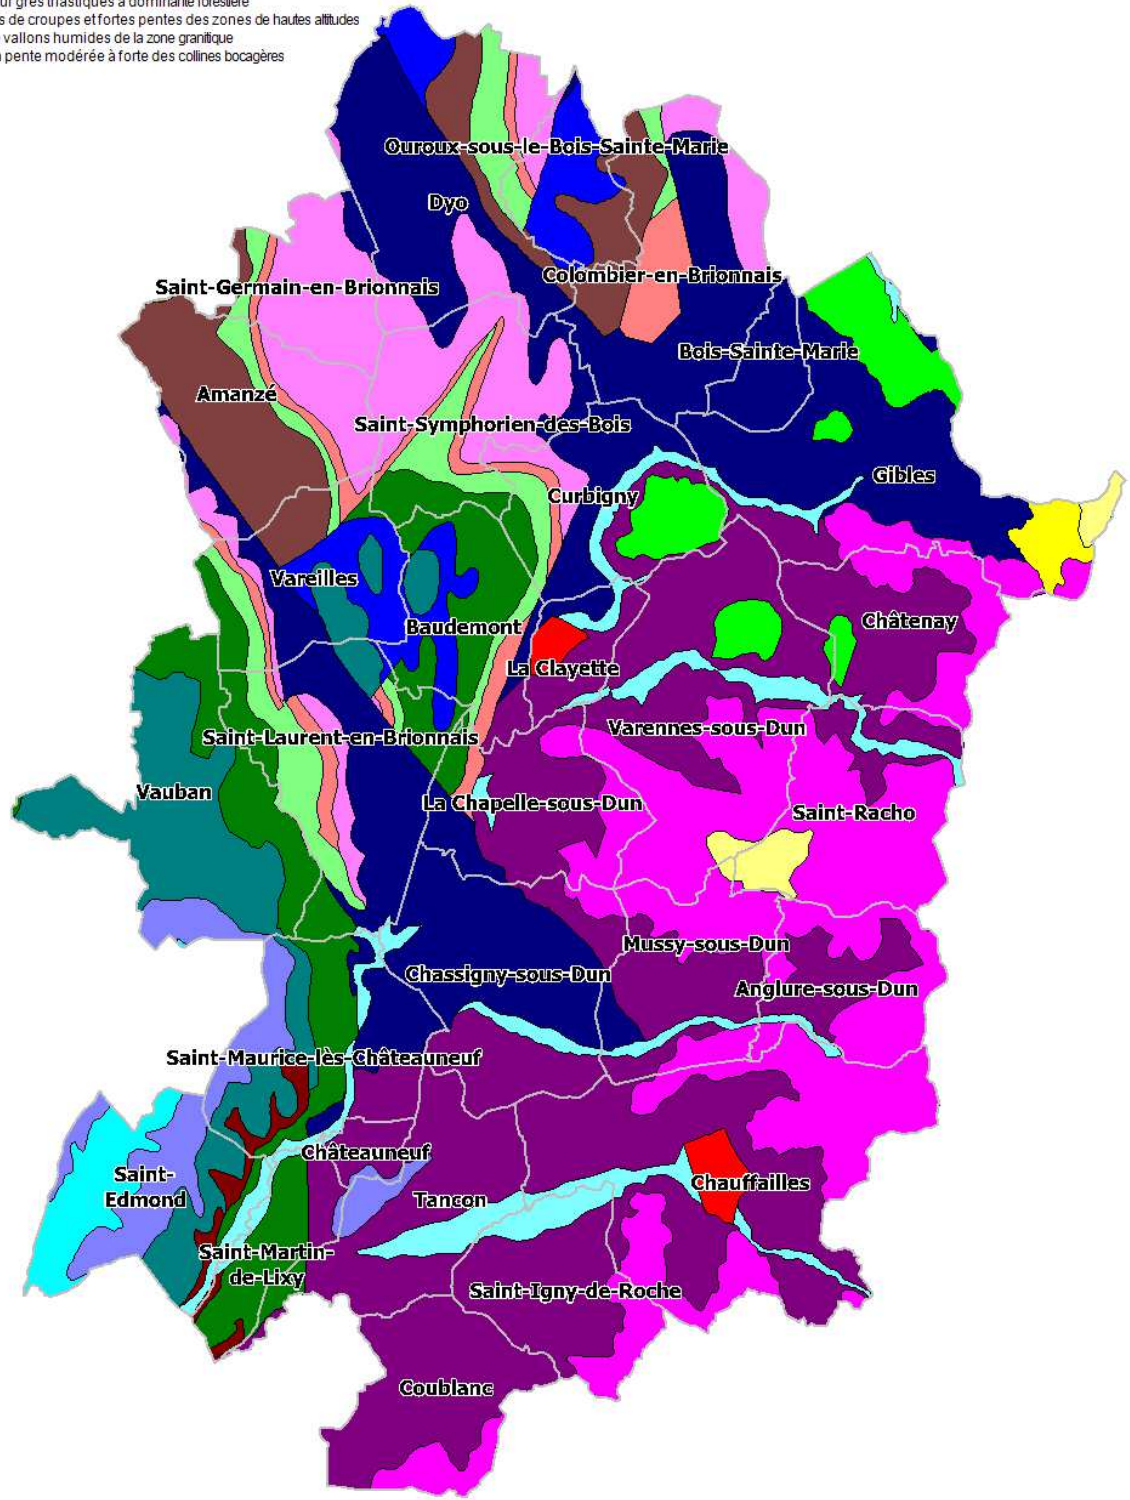 grès triasiques à dominante forestière
s de croupes et fortes pentes des zones de hautes altitudes
vallons humides de la zone granitique
pente modérée à forte des collines bocagères
Ouroux-sous-le-Bois-Sainte-Marie
Dyo
Colombier-en-Brionnais
Saint-Germain-en-Brionnais
Bois-Sainte-Marie
Amanzé
Saint-Symphorien-des-Bois
Gibles
Curbigny
Vareilles
Châtenay
Baudemont
La Clayette
Varennes-sous-Dun
Saint-Laurent-en-Brionnais
Vauban
La Chapelle-sous-Dun
Saint-Racho
Mussy-sous-Dun
Chassigny-sous-Dun
Anglure-sous-Dun
Saint-Maurice-lès-Châteauneuf
Châteauneuf
Saint-
Edmond
Tancon
Chauffailles
Saint-Martin-
de-Lixy
Saint-Igny-de-Roche
Coublanc